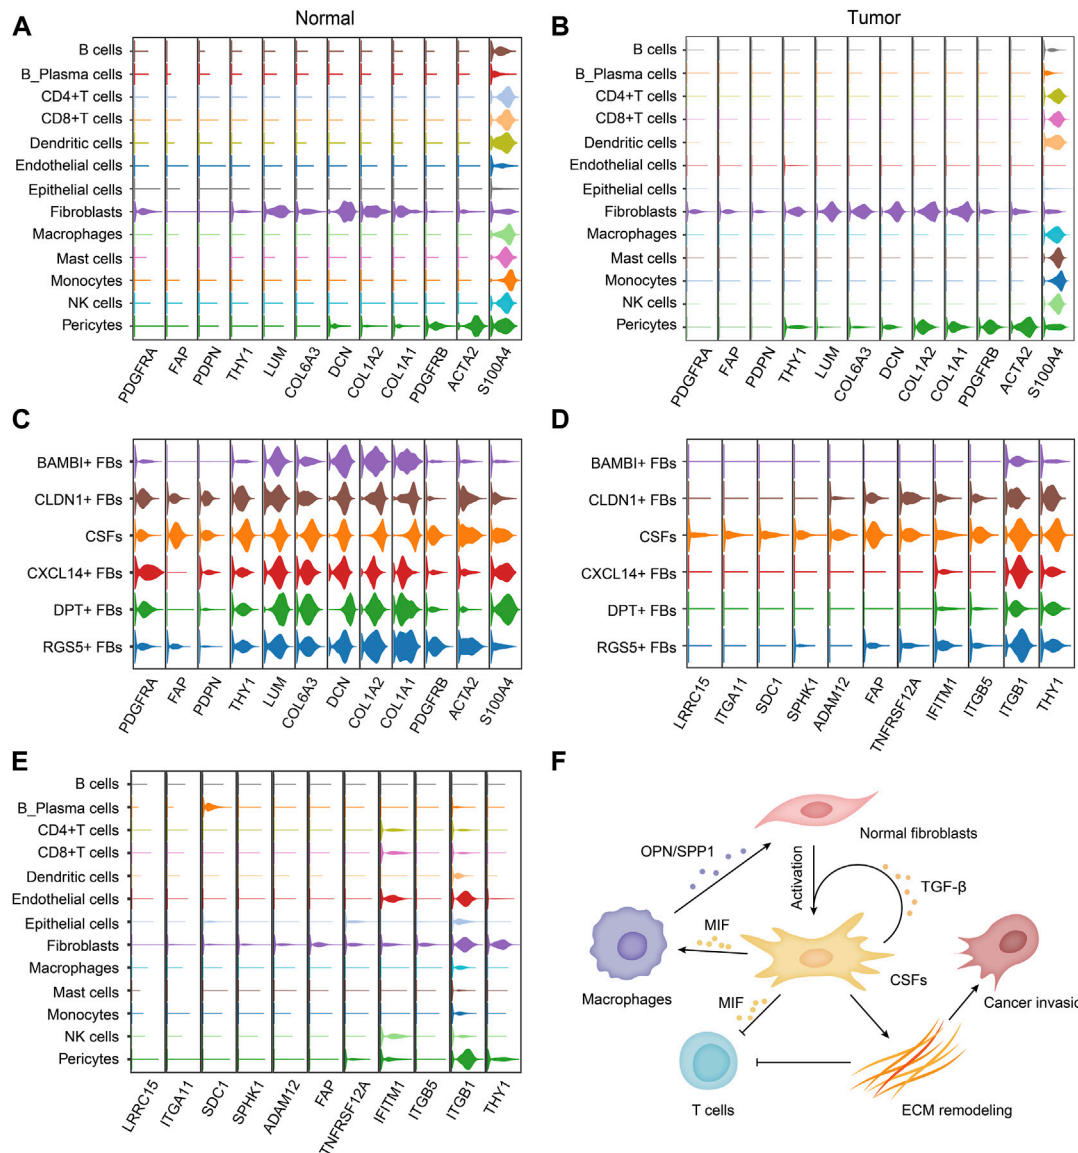 A
Normal
B cells
B_Plasma cells
CD4+T cells
CD8+T cells
Dendritic cells
Endothelial cells
Epithelial cells
Fibroblasts
Macrophages
Mast cells
Monocytes
NK cells
Pericytes
PDGFRA
FAP
PDPN
THY1
LUM
COL6A3
DCN
COL1A2
COL1A1
PDGFRB
ACTA2
S100A4
B
Tumor
B cells
B_Plasma cells
CD4+T cells
CD8+T cells
Dendritic cells
Endothelial cells
Epithelial cells
Fibroblasts
Macrophages
Mast cells
Monocytes
NK cells
Pericytes
PDGFRA
FAP
PDPN
THY1
LUM
COL6A3
DCN
COL1A2
COL1A1
PDGFRB
ACTA2
S100A4
C
BAMBI+ FBs
CLDN1+ FBs
CSFs
CXCL14+ FBs
DPT+ FBs
RGS5+ FBs
PDGFRA
FAP
PDPN
THY1
LUM
COL6A3
DCN
COL1A2
COL1A1
PDGFRB
ACTA2
S100A4
D
BAMBI+ FBs
CLDN1+ FBs
CSFs
CXCL14+ FBs
DPT+ FBs
RGS5+ FBs
LRRC15
ITGA11
SDC1
SPHK1
ADAM12
FAP
TNFRSF12A
IFITM1
ITGB5
ITGB1
THY1
E
B cells
B_Plasma cells
CD4+T cells
CD8+T cells
Dendritic cells
Endothelial cells
Epithelial cells
Fibroblasts
Macrophages
Mast cells
Monocytes
NK cells
Pericytes
LRRC15
ITGA11
SDC1
SPHK1
ADAM12
FAP
TNFRSF12A
IFITM1
ITGB5
ITGB1
THY1
F
Normal fibroblasts
OPN/SPP1
Activation
TGF-β
MIF
Macrophages
CSFs
Cancer invasio
MIF
T cells
ECM remodeling